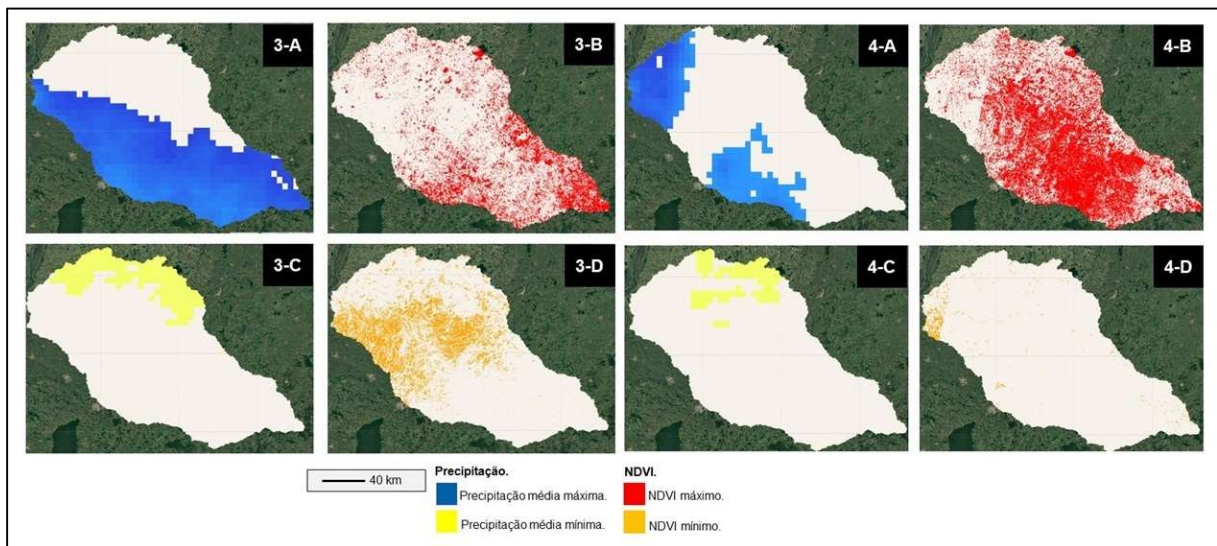 3-A
3-B
4-A
4-B
3-C
3-D
4-C
4-D
40 km
Precipitação.
Precipitação média máxima.
Precipitação média mínima.
NDVI.
NDVI máximo.
NDVI mínimo.